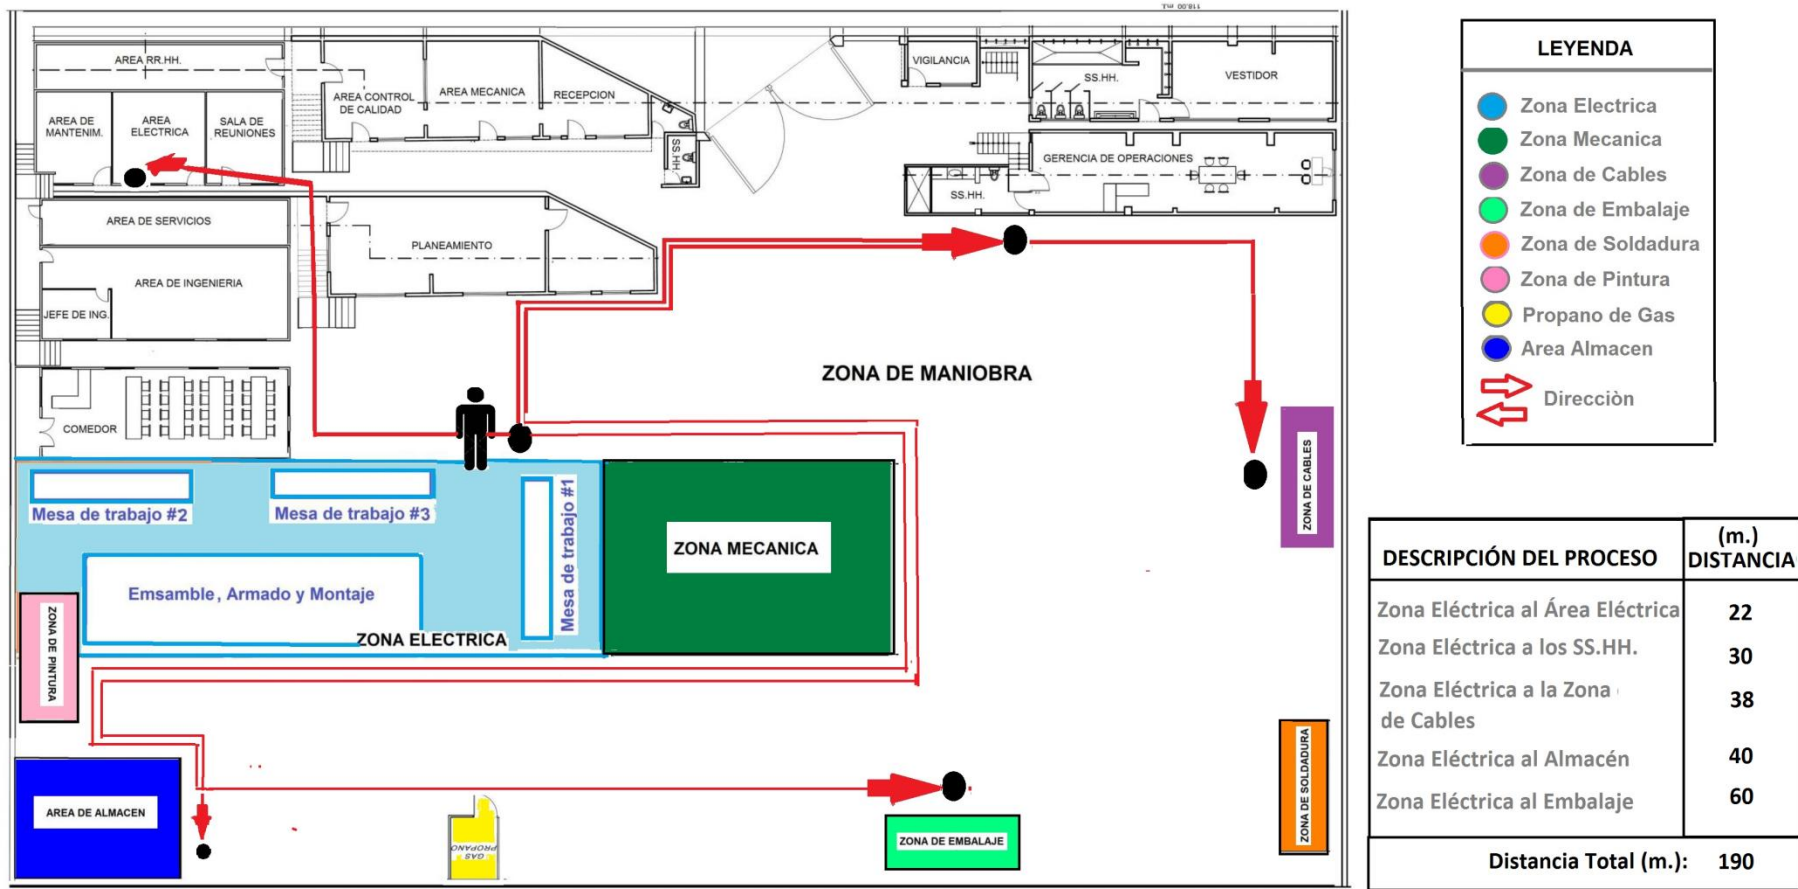 118.00 m.l.
AREA RR.HH.
AREA DE
MANTENIM.
AREA
ELECTRICA
SALA DE
REUNIONES
AREA CONTROL
DE CALIDAD
AREA MECANICA
RECEPCION
SS.HH.
VIGILANCIA
SS.HH.
VESTIDOR
GERENCIA DE OPERACIONES
SS.HH.
AREA DE SERVICIOS
PLANEAMIENTO
AREA DE INGENIERIA
JEFE DE ING.
COMEDOR
ZONA DE MANIOBRA
Mesa de trabajo #2
Mesa de trabajo #3
Mesa de trabajo #1
Emsamble, Armado y Montaje
ZONA ELECTRICA
ZONA MECANICA
ZONA DE CABLES
ZONA DE PINTURA
AREA DE ALMACEN
GAS
PROPANO
ZONA DE EMBALAJE
ZONA DE SOLDADURA
LEYENDA
Zona Electrica
Zona Mecanica
Zona de Cables
Zona de Embalaje
Zona de Soldadura
Zona de Pintura
Propano de Gas
Area Almacen
Direcciòn
DESCRIPCIÓN DEL PROCESO
(m.)
DISTANCIA
Zona Eléctrica al Área Eléctrica 22
Zona Eléctrica a los SS.HH. 30
Zona Eléctrica a la Zona
de Cables 38
Zona Eléctrica al Almacén 40
Zona Eléctrica al Embalaje 60
Distancia Total (m.): 190